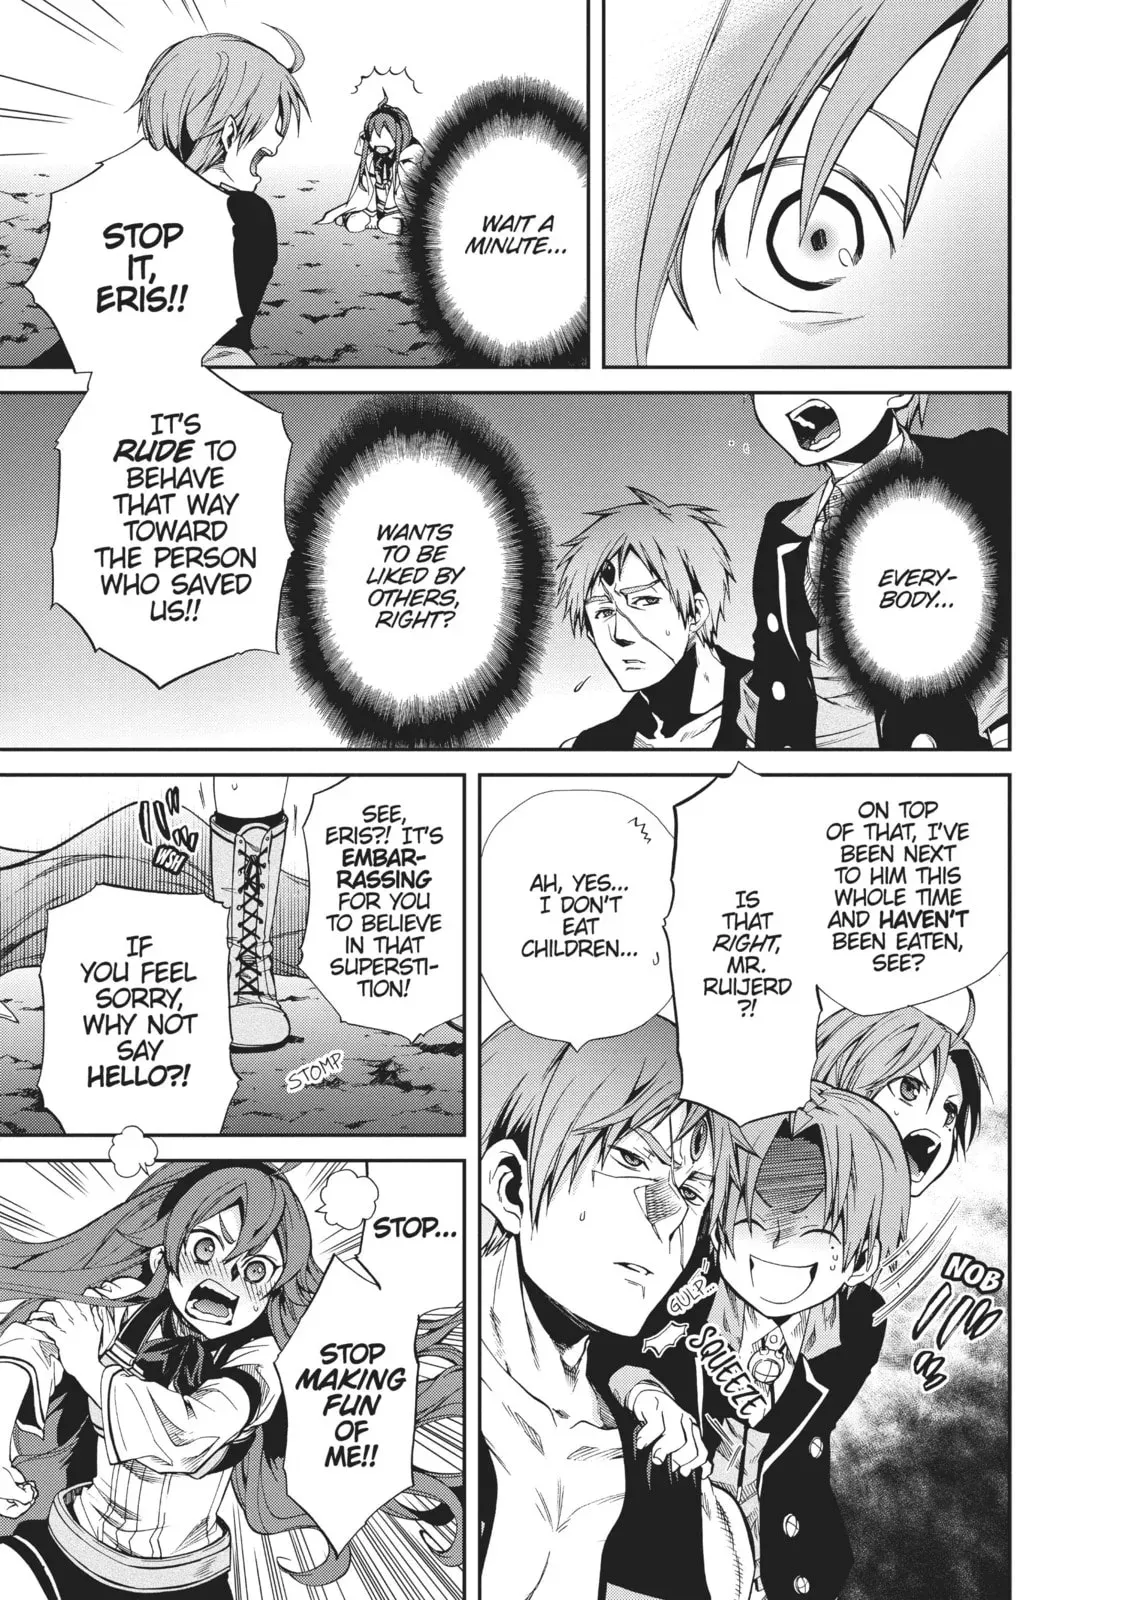 WAIT A
MINUTE...
STOP
IT,
ERIS!!
IT'S
RUDE TO
BEHAVE
THAT WAY
TOWARD
THE PERSON
WHO SAVED
US!!
EVERY-
BODY...
WANTS
TO BE
LIKED BY
OTHERS,
RIGHT?
ON TOP
OF THAT, I'VE
BEEN NEXT
TO HIM THIS
WHOLE TIME
AND HAVEN'T
BEEN EATEN,
SEE?
IS
THAT
RIGHT,
MR.
RUIJERD
?!
AH, YES...
I DON'T
EAT
CHILDREN...
NOB
GULP...
SQUEEZE
SEE,
ERIS?! IT'S
EMBAR-
RASSING
FOR YOU
TO BELIEVE
IN THAT
SUPERSTI-
TION!
WSH
IF
YOU FEEL
SORRY,
WHY NOT
SAY
HELLO?!
STOMP
STOP...
STOP
MAKING
FUN
OF
ME!!